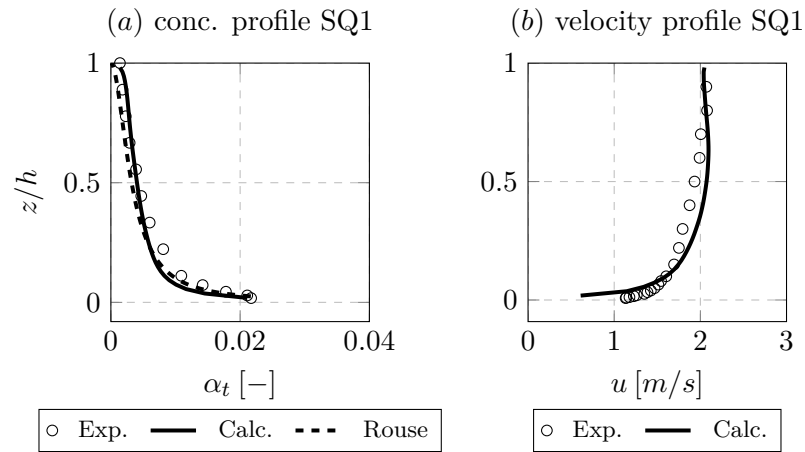 (a) conc. profile SQ1
1
0.5
0
z/h
0
0.02
0.04
α_t [−]
Exp.
Calc.
Rouse
(b) velocity profile SQ1
1
0.5
0
0
1
2
3
u [m/s]
Exp.
Calc.